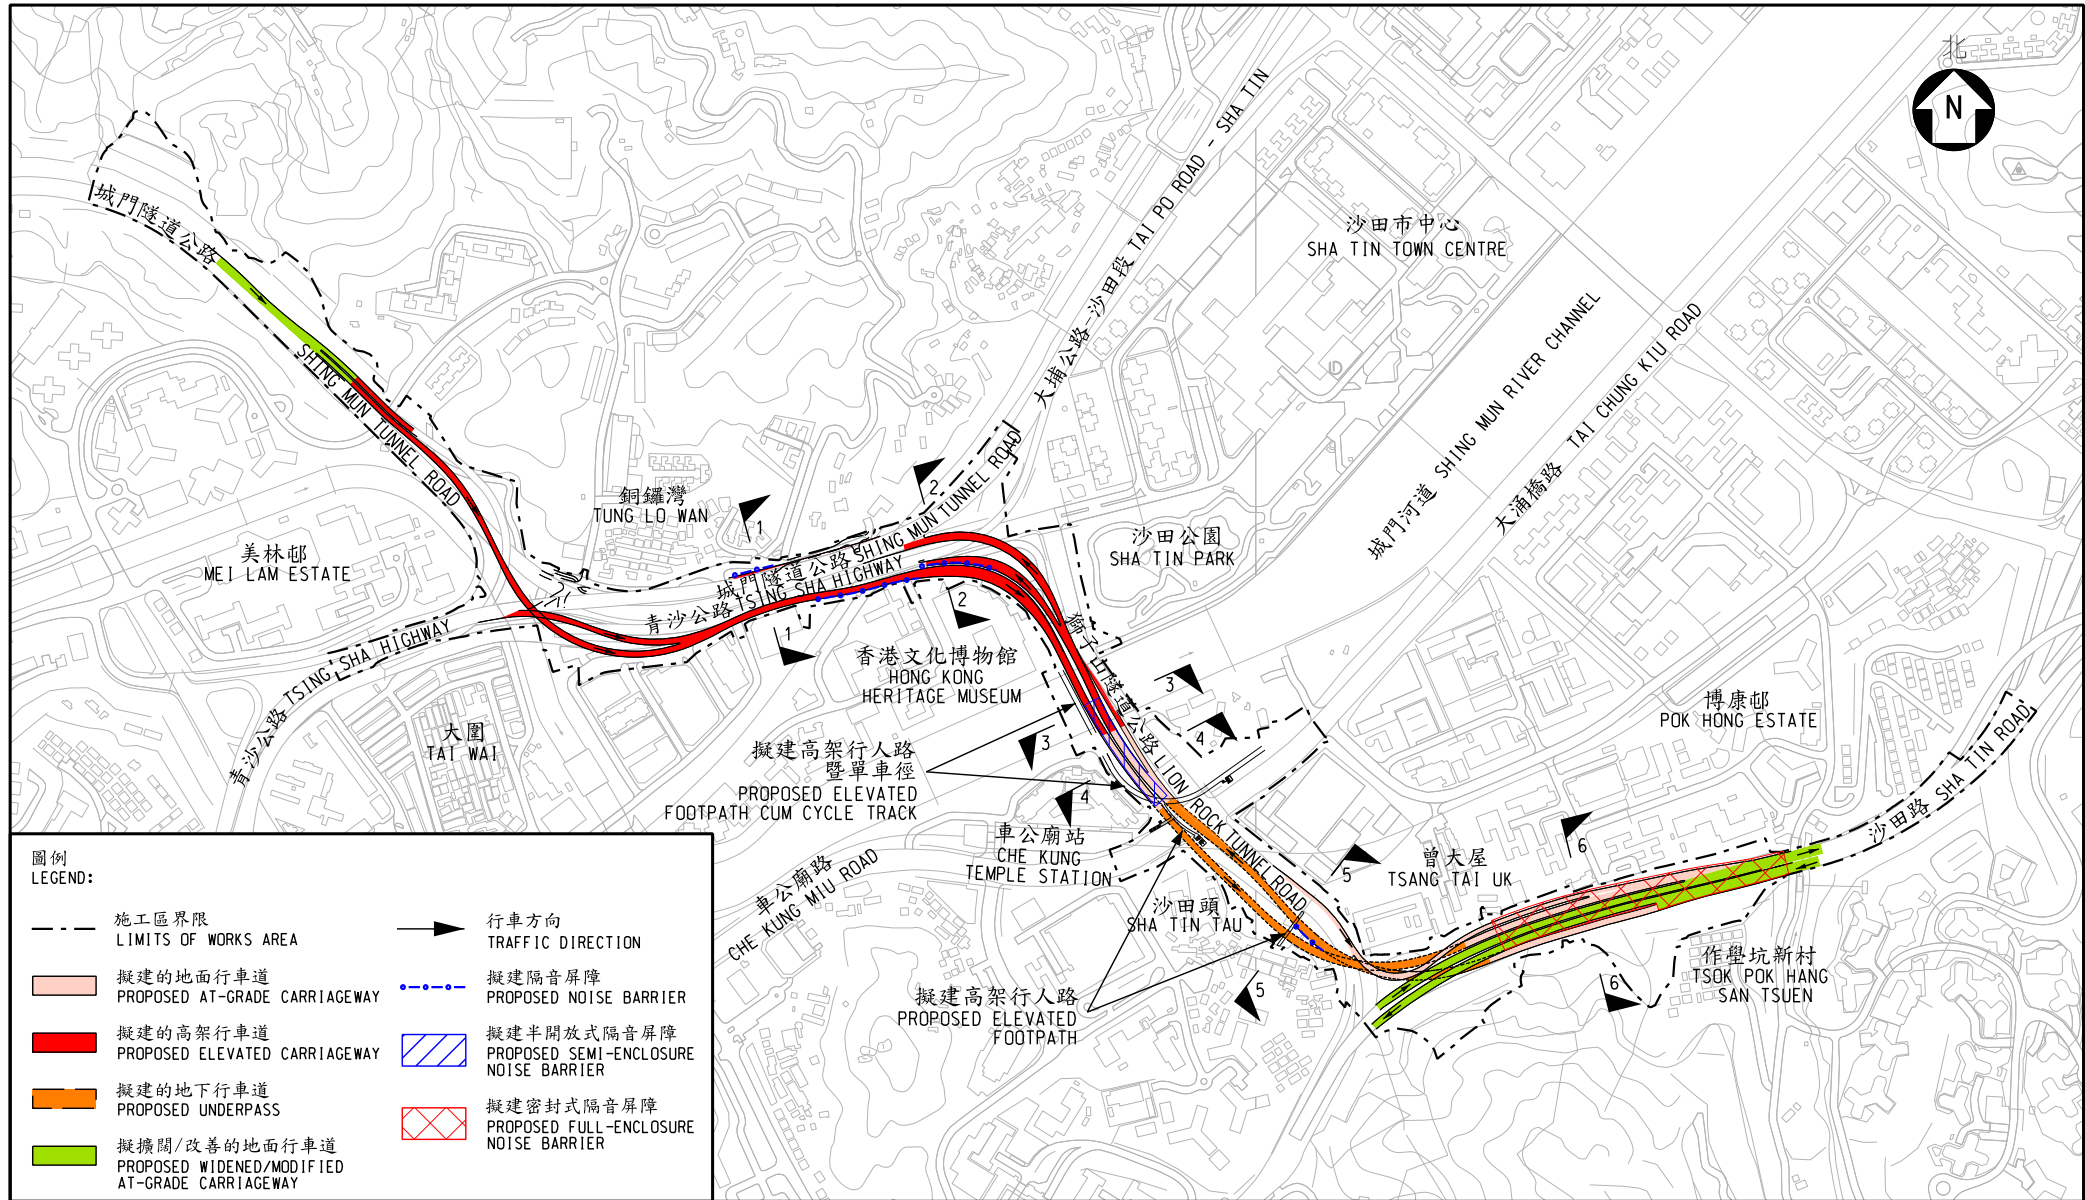 北
N
城門隧道公路
SHING MUN TUNNEL ROAD
大埔公路-沙田段 TAI PO ROAD - SHA TIN
沙田市中心
SHA TIN TOWN CENTRE
城門河道 SHING MUN RIVER CHANNEL
大涌橋路 TAI CHUNG KIU ROAD
銅鑼灣
TUNG LO WAN
1
2
美林邨
MEI LAM ESTATE
城門隧道公路 SHING MUN TUNNEL ROAD
青沙公路 TSING SHA HIGHWAY
沙田公園
SHA TIN PARK
1
2
青沙公路 TSING SHA HIGHWAY
香港文化博物館
HONG KONG
HERITAGE MUSEUM
獅子山隧道公路 LION ROCK TUNNEL ROAD
3
4
3
4
大圍
TAI WAI
擬建高架行人路
暨單車徑
PROPOSED ELEVATED
FOOTPATH CUM CYCLE TRACK
博康邨
POK HONG ESTATE
沙田路 SHA TIN ROAD
車公廟站
CHE KUNG
TEMPLE STATION
車公廟路
CHE KUNG MIU ROAD
曾大屋
TSANG TAI UK
5
6
沙田頭
SHA TIN TAU
5
6
擬建高架行人路
PROPOSED ELEVATED
FOOTPATH
作壆坑新村
TSOK POK HANG
SAN TSUEN
圖例
LEGEND:
施工區界限
LIMITS OF WORKS AREA
擬建的地面行車道
PROPOSED AT-GRADE CARRIAGEWAY
擬建的高架行車道
PROPOSED ELEVATED CARRIAGEWAY
擬建的地下行車道
PROPOSED UNDERPASS
擬擴闊/改善的地面行車道
PROPOSED WIDENED/MODIFIED
AT-GRADE CARRIAGEWAY
行車方向
TRAFFIC DIRECTION
擬建隔音屏障
PROPOSED NOISE BARRIER
擬建半開放式隔音屏障
PROPOSED SEMI-ENCLOSURE
NOISE BARRIER
擬建密封式隔音屏障
PROPOSED FULL-ENCLOSURE
NOISE BARRIER